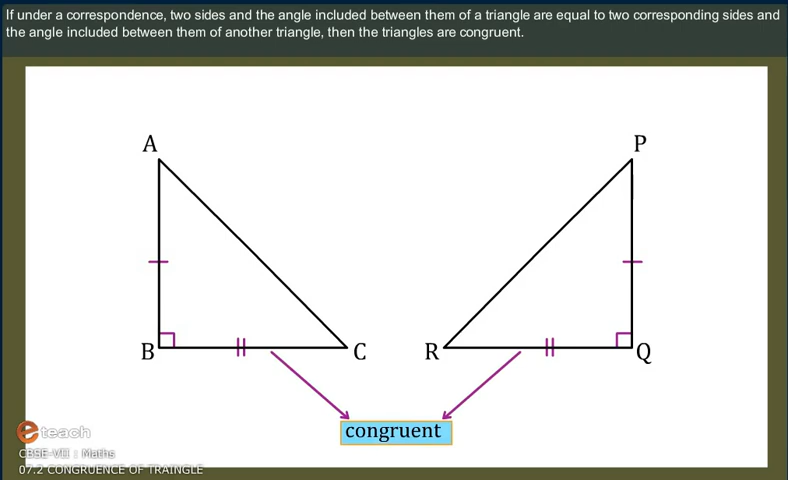 If under a correspondence, two sides and the angle included between them of a triangle are equal to two corresponding sides and
the angle included between them of another triangle, then the triangles are congruent.
A
P
B
C
R
Q
congruent
e teach
CBSE-VII : Maths
07.2 CONGRUENCE OF TRAINGLE